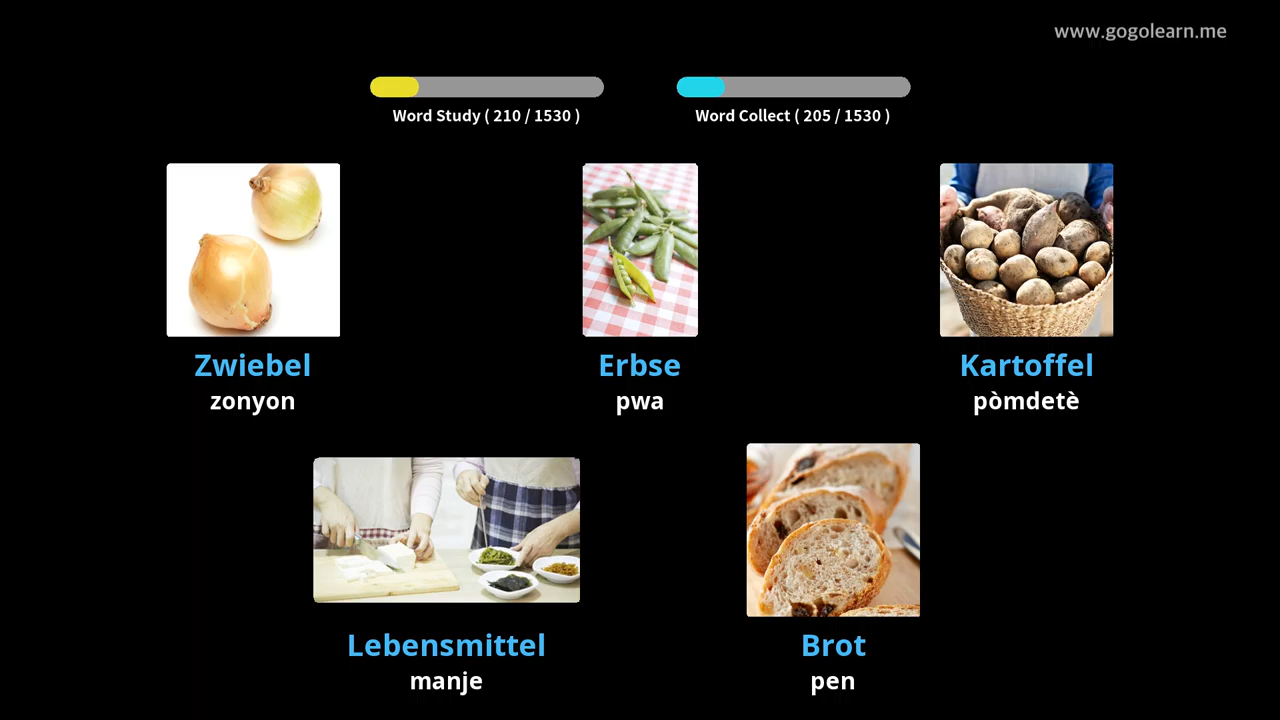 www.gogolearn.me
Word Study ( 210 / 1530 )
Word Collect ( 205 / 1530 )
Zwiebel
zonyon
Erbse
pwa
Kartoffel
pòmdetè
Lebensmittel
manje
Brot
pen